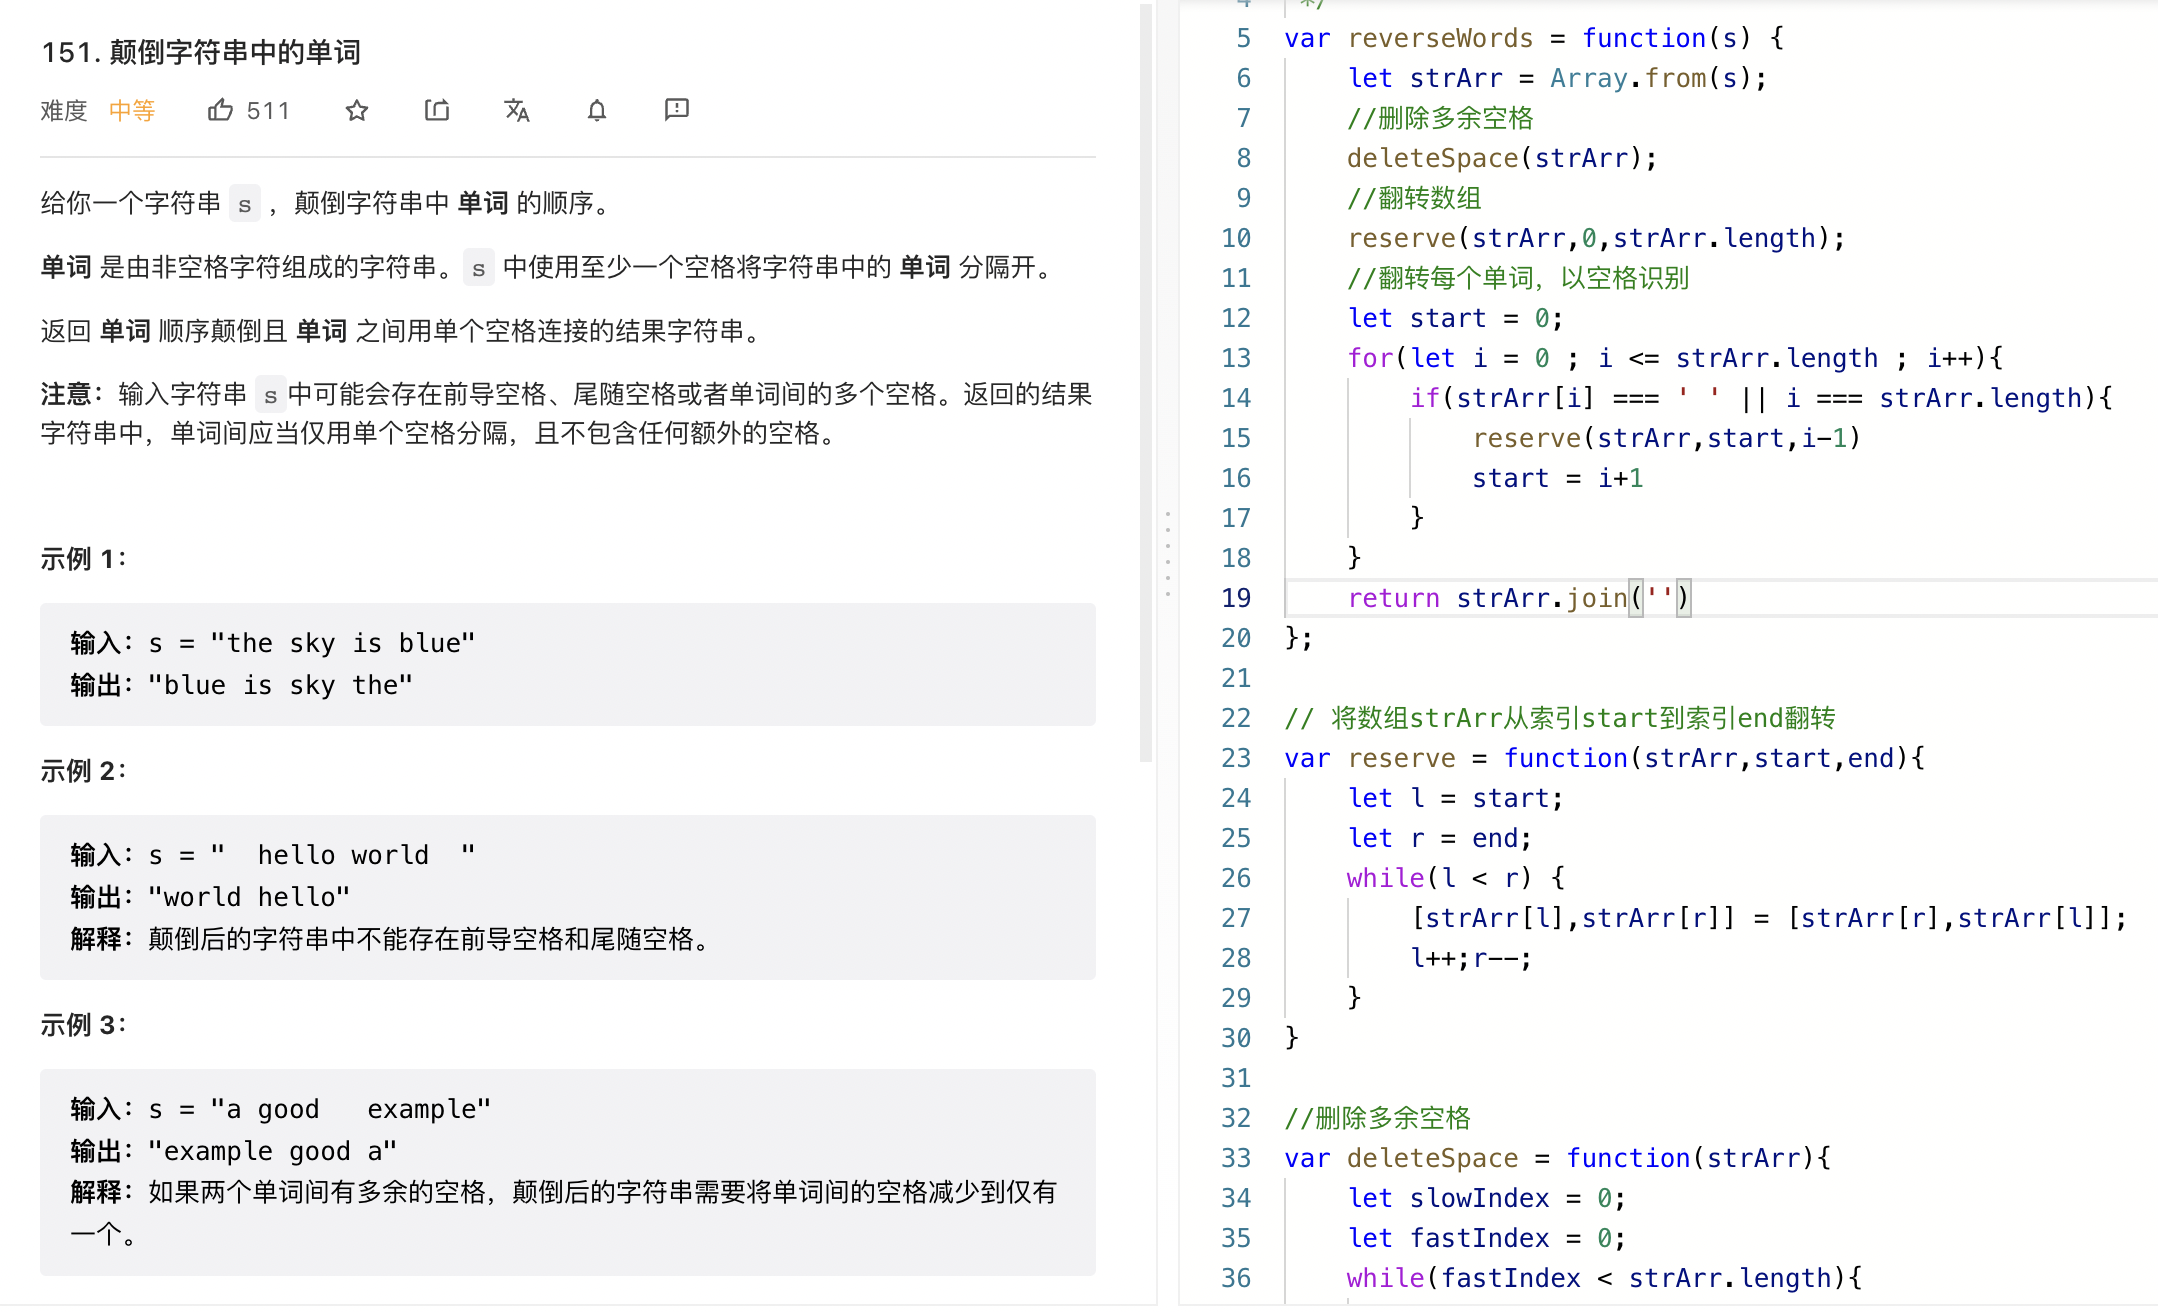 151. 颠倒字符串中的单词
难度 中等 511
给你一个字符串 s ，颠倒字符串中 单词 的顺序。
单词 是由非空格字符组成的字符串。s 中使用至少一个空格将字符串中的 单词 分隔开。
返回 单词 顺序颠倒且 单词 之间用单个空格连接的结果字符串。
注意：输入字符串 s中可能会存在前导空格、尾随空格或者单词间的多个空格。返回的结果
字符串中，单词间应当仅用单个空格分隔，且不包含任何额外的空格。
示例 1：
输入：s = "the sky is blue"
输出："blue is sky the"
示例 2：
输入：s = "  hello world  "
输出："world hello"
解释：颠倒后的字符串中不能存在前导空格和尾随空格。
示例 3：
输入：s = "a good   example"
输出："example good a"
解释：如果两个单词间有多余的空格，颠倒后的字符串需要将单词间的空格减少到仅有
一个。
4 */
5 var reverseWords = function(s) {
6     let strArr = Array.from(s);
7     //删除多余空格
8     deleteSpace(strArr);
9     //翻转数组
10     reserve(strArr,0,strArr.length);
11     //翻转每个单词，以空格识别
12     let start = 0;
13     for(let i = 0 ; i <= strArr.length ; i++){
14         if(strArr[i] === ' ' || i === strArr.length){
15             reserve(strArr,start,i-1)
16             start = i+1
17         }
18     }
19     return strArr.join('')
20 };
21
22 // 将数组strArr从索引start到索引end翻转
23 var reserve = function(strArr,start,end){
24     let l = start;
25     let r = end;
26     while(l < r) {
27         [strArr[l],strArr[r]] = [strArr[r],strArr[l]];
28         l++;r--;
29     }
30 }
31
32 //删除多余空格
33 var deleteSpace = function(strArr){
34     let slowIndex = 0;
35     let fastIndex = 0;
36     while(fastIndex < strArr.length){